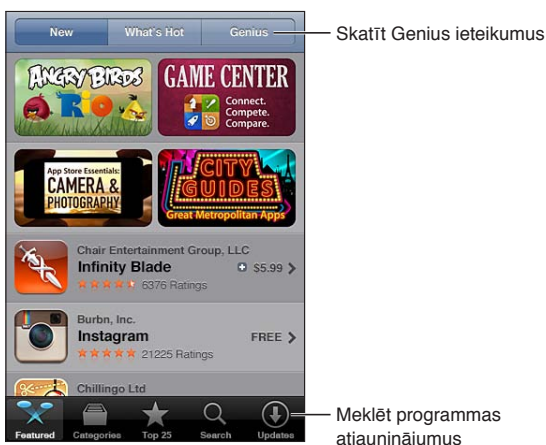 New What's Hot Genius
Skatīt Genius ieteikumus
ANGRY BIRDS
RIO
GAME CENTER
Connect.
Compete.
Compare.
App Store Essentials:
CAMERA &
PHOTOGRAPHY
CITY
GUIDES
Great Metropolitan Apps
Chair Entertainment Group, LLC
Infinity Blade $5.99
6376 Ratings
Burbn, Inc.
Instagram FREE
21225 Ratings
Chillingo Ltd
Featured Categories Top 25 Search Updates
Meklēt programmas
atjauninājumus